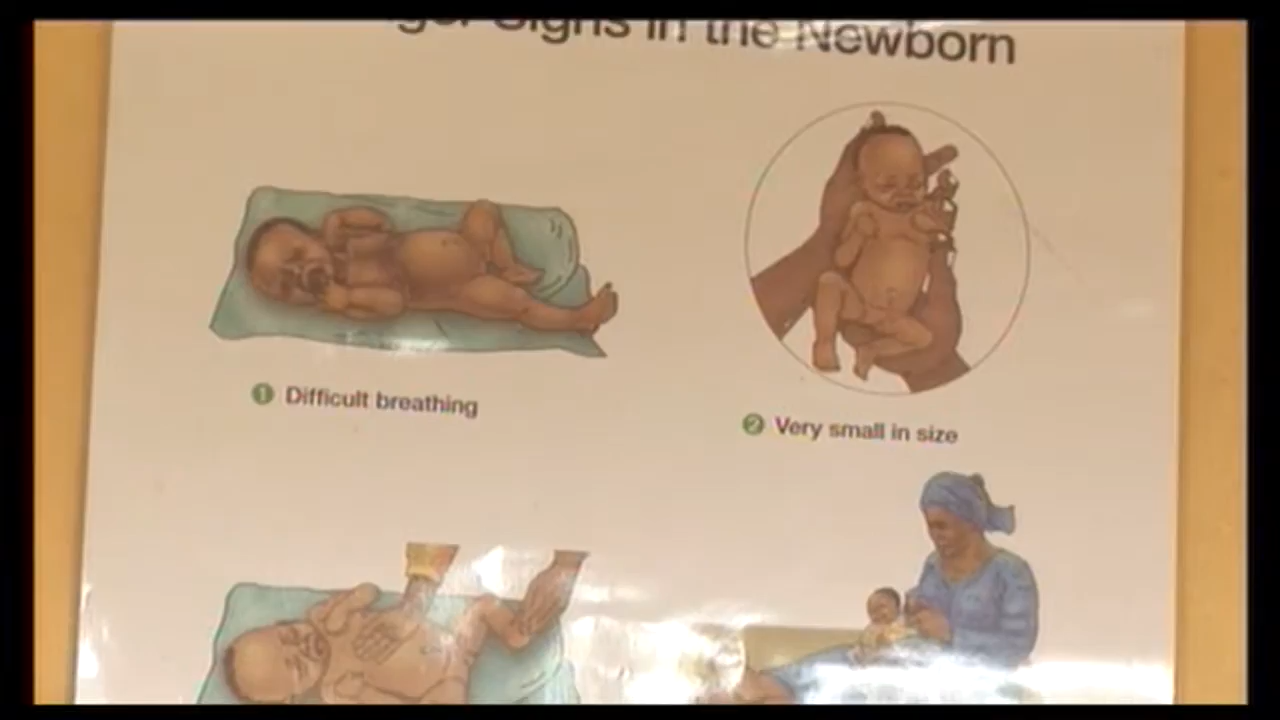 Signs in the Newborn
1 Difficult breathing
2 Very small in size